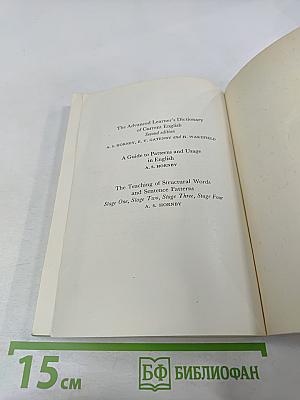 The Advanced Learner's Dictionary
of Current English
Second edition
A. S. HORNBY, E. V. GATENBY AND H. WAKEFIELD
A Guide to Patterns and Usage
in English
A. S. HORNBY
The Teaching of Structural Words
and Sentence Patterns
Stage One, Stage Two, Stage Three, Stage Four
A. S. HORNBY
15 СМ
БФ БИБЛИОФАН